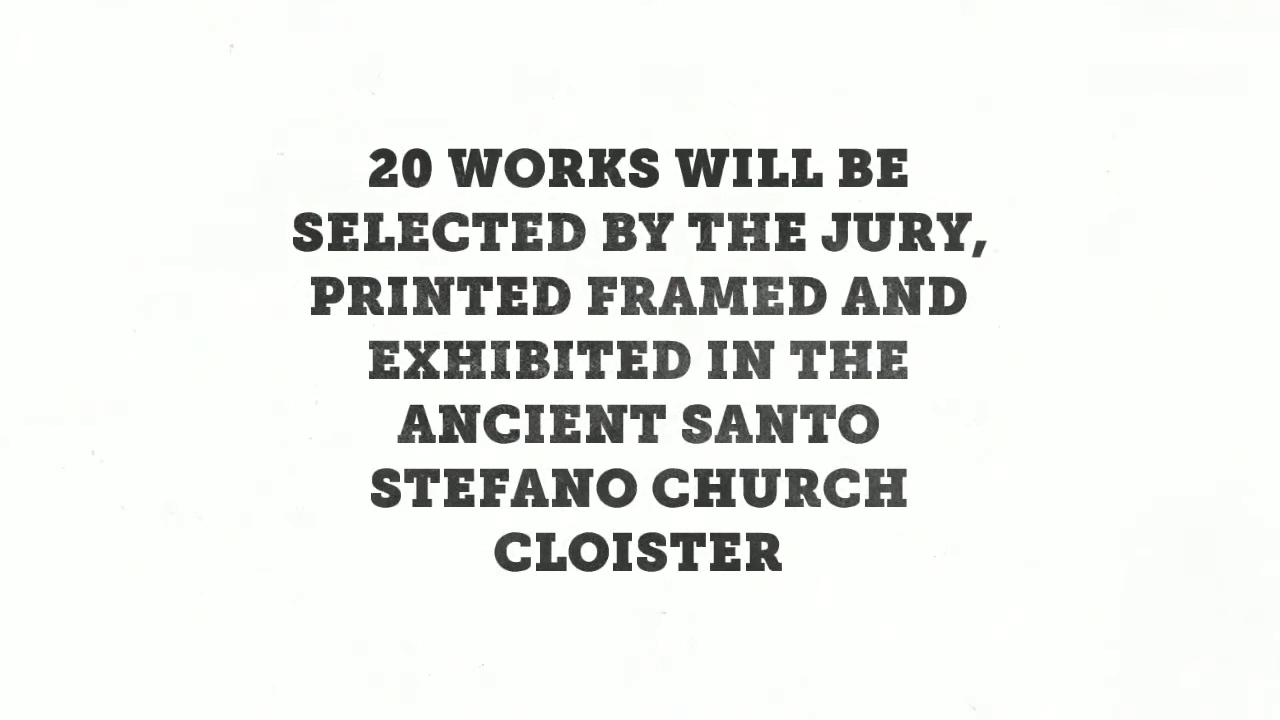 20 WORKS WILL BE
SELECTED BY THE JURY,
PRINTED FRAMED AND
EXHIBITED IN THE
ANCIENT SANTO
STEFANO CHURCH
CLOISTER